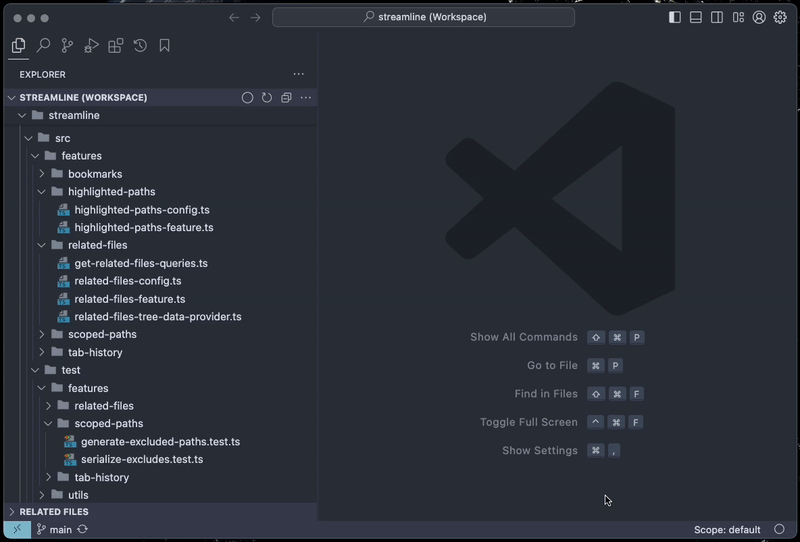 streamline (Workspace)
EXPLORER
STREAMLINE (WORKSPACE)
streamline
src
features
bookmarks
highlighted-paths
highlighted-paths-config.ts
highlighted-paths-feature.ts
related-files
get-related-files-queries.ts
related-files-config.ts
related-files-feature.ts
related-files-tree-data-provider.ts
scoped-paths
tab-history
test
features
related-files
scoped-paths
generate-excluded-paths.test.ts
serialize-excludes.test.ts
tab-history
utils
RELATED FILES
Show All Commands ⇧ ⌘ P
Go to File ⌘ P
Find in Files ⇧ ⌘ F
Toggle Full Screen ^ ⌘ F
Show Settings ⌘ ,
main
Scope: default